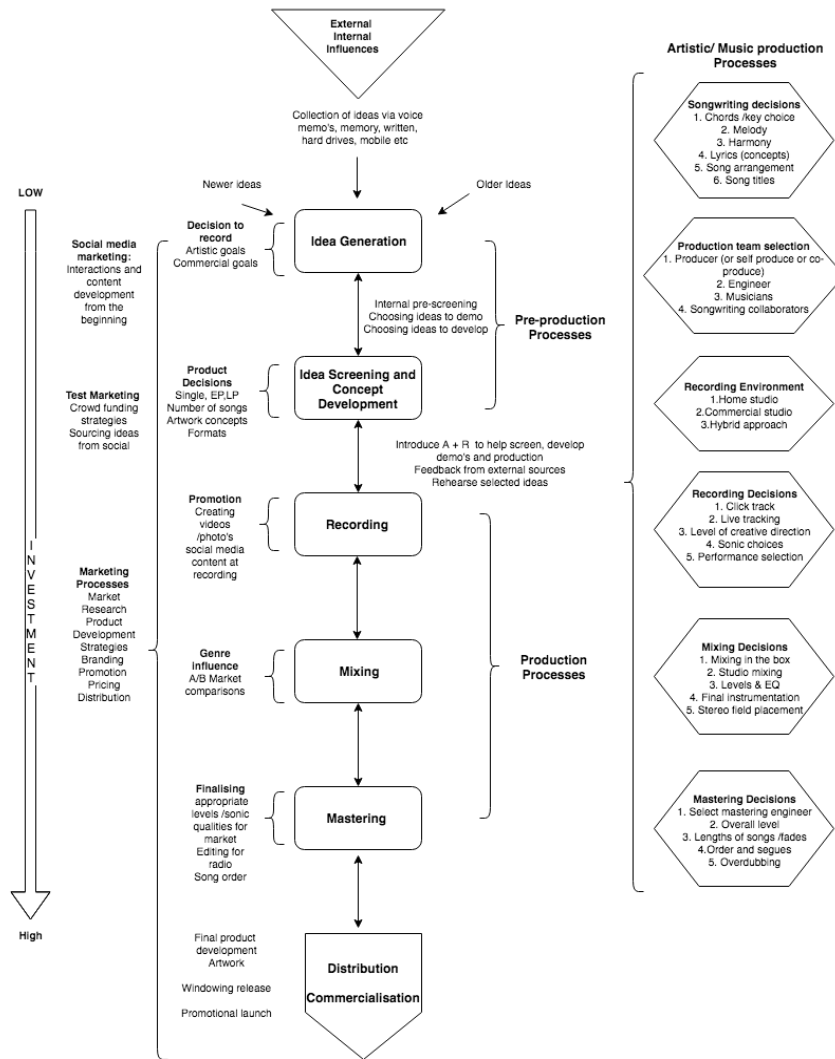 External
Internal
Influences
Collection of ideas via voice
memo's, memory, written,
hard drives, mobile etc
Newer ideas
Older Ideas
LOW
INVESTMENT
High
Social media
marketing:
Interactions and
content
development
from the
beginning
Test Marketing
Crowd funding
strategies
Sourcing ideas
from social
Marketing
Processes
Market
Research
Product
Development
Strategies
Branding
Promotion
Pricing
Distribution
Decision to
record
Artistic goals
Commercial goals
Product
Decisions
Single, EP,LP
Number of songs
Artwork concepts
Formats
Promotion
Creating
videos
/photo's
social media
content at
recording
Genre
influence
A/B Market
comparisons
Finalising
appropriate
levels /sonic
qualities for
market
Editing for
radio
Song order
Final product
development
Artwork
Windowing release
Promotional launch
Idea Generation
Internal pre-screening
Choosing ideas to demo
Choosing ideas to develop
Idea Screening and
Concept
Development
Introduce A + R to help screen, develop
demo's and production
Feedback from external sources
Rehearse selected ideas
Recording
Mixing
Mastering
Distribution
Commercialisation
Pre-production
Processes
Production
Processes
Artistic/ Music production
Processes
Songwriting decisions
1. Chords /key choice
2. Melody
3. Harmony
4. Lyrics (concepts)
5. Song arrangement
6. Song titles
Production team selection
1. Producer (or self produce or co-
produce)
2. Engineer
3. Musicians
4. Songwriting collaborators
Recording Environment
1.Home studio
2.Commercial studio
3.Hybrid approach
Recording Decisions
1. Click track
2. Live tracking
3. Level of creative direction
4. Sonic choices
5. Performance selection
Mixing Decisions
1. Mixing in the box
2. Studio mixing
3. Levels & EQ
4. Final instrumentation
5. Stereo field placement
Mastering Decisions
1. Select mastering engineer
2. Overall level
3. Lengths of songs /fades
4.Order and segues
5. Overdubbing